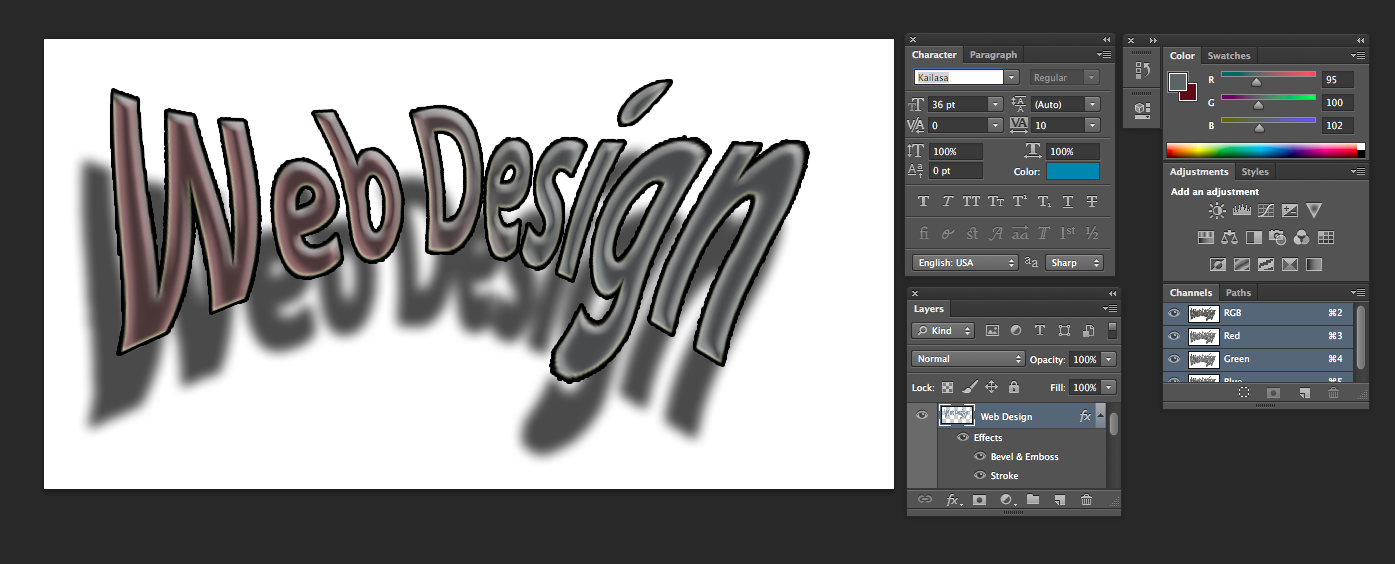 Web Design
Character Paragraph
Kailasa Regular
36 pt (Auto)
0 10
100% 100%
0 pt Color:
T T TT Tr T¹ T₁ T T
fi st A aa T 1st ½
English: USA aa Sharp
Layers
Kind T
Normal Opacity: 100%
Lock: Fill: 100%
Web Design fx
Effects
Bevel & Emboss
Stroke
fx
Color Swatches
R 95
G 100
B 102
Adjustments Styles
Add an adjustment
Channels Paths
RGB ⌘2
Red ⌘3
Green ⌘4
Blue ⌘5